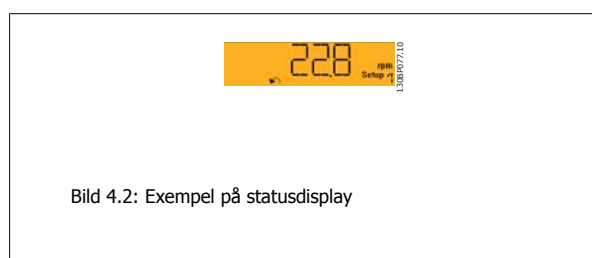 22.8
rpm
Setup 1
130BP077.10
Bild 4.2: Exempel på statusdisplay